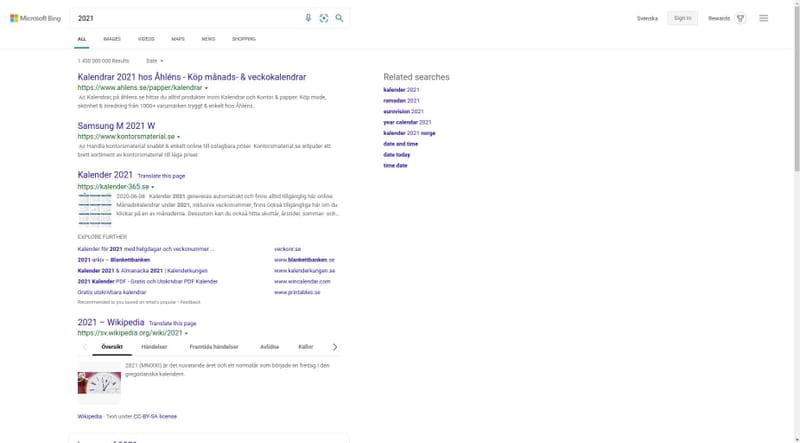 Microsoft Bing
2021
Svenska
Sign in
Rewards
ALL
IMAGES
VIDEOS
MAPS
NEWS
SHOPPING
1 450 000 000 Results
Date
Kalendrar 2021 hos Åhléns - Köp månads- & veckokalendrar
https://www.ahlens.se/papper/kalendrar
Ad Kalendrar, på åhlens.se hittar du alltid produkter inom Kalendrar och Kontor & papper. Köp mode,
skönhet & inredning från 1000+ varumärken tryggt & enkelt hos Åhléns.
Samsung M 2021 W
https://www.kontorsmaterial.se
Ad Handla kontorsmaterial snabbt & enkelt online till oslagbara priser. Kontorsmaterial.se erbjuder ett
brett sortiment av kontorsmaterial till låga priser.
Kalender 2021 Translate this page
https://kalender-365.se
2020-06-08 · Kalender 2021 genereras automatiskt och finns alltid tillgänglig här online.
Månadskalendrar under 2021, inklusive veckonummer, finns också tillgängliga här om du
klickar på en av månaderna. Dessutom kan du också hitta skottår, årstider, sommar- och...
EXPLORE FURTHER
Kalender för 2021 med helgdagar och veckonummer ...
veckonr.se
2021 arkiv – Blankettbanken
www.blankettbanken.se
Kalender 2021 & Almanacka 2021 | Kalenderkungen
www.kalenderkungen.se
2021 Kalender PDF - Gratis och Utskrivbar PDF Kalender
www.wincalendar.com
Gratis utskrivbara kalendrar
www.printables.se
Recommended to you based on what's popular • Feedback
2021 – Wikipedia Translate this page
https://sv.wikipedia.org/wiki/2021
Översikt
Händelser
Framtida händelser
Avlidna
Källor
2021 (MMXXI) är det nuvarande året och ett normalår som började en fredag i den
gregorianska kalendern.
Wikipedia · Text under CC-BY-SA license
Related searches
kalender 2021
ramadan 2021
eurovision 2021
year calendar 2021
kalender 2021 norge
date and time
date today
time date